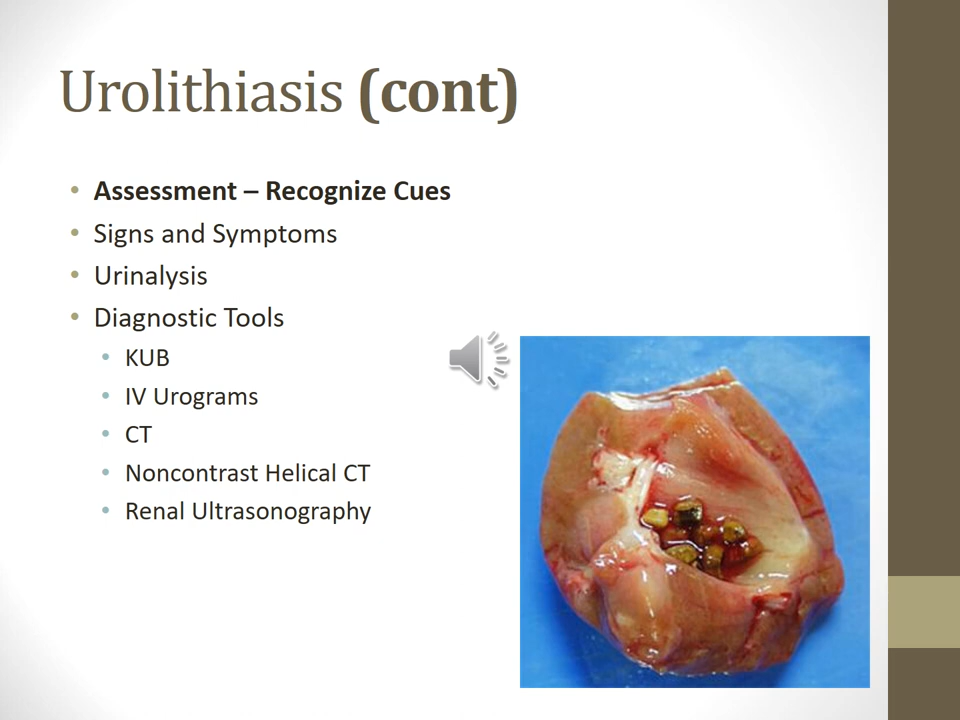 Urolithiasis (cont)
• Assessment – Recognize Cues
• Signs and Symptoms
• Urinalysis
• Diagnostic Tools
• KUB
• IV Urograms
• CT
• Noncontrast Helical CT
• Renal Ultrasonography